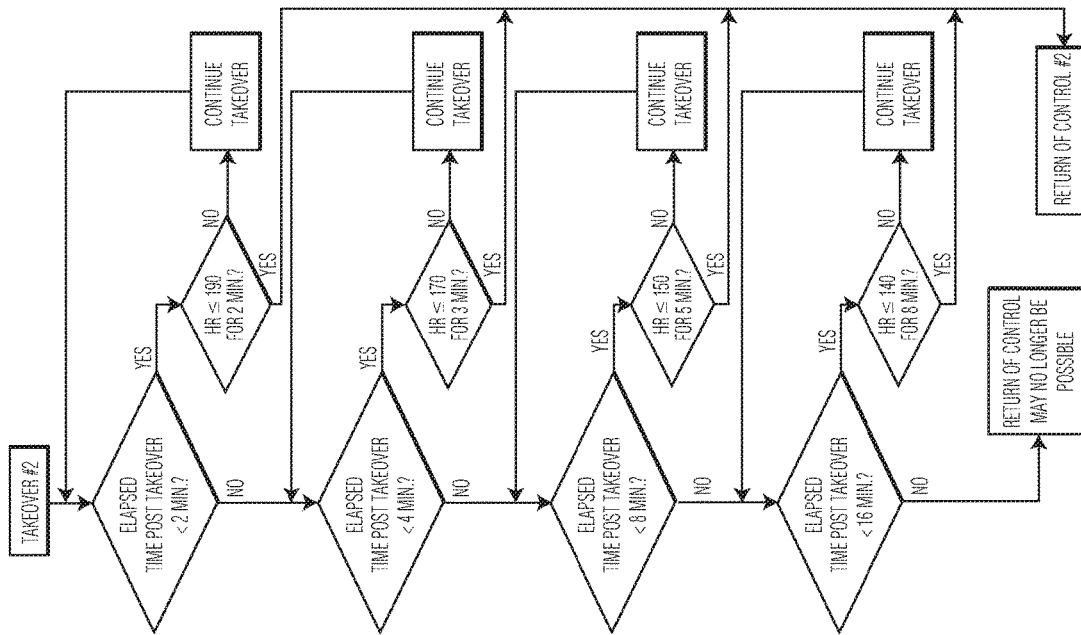 TAKEOVER #2
ELAPSED
TIME POST TAKEOVER
< 2 MIN.?
YES
NO
HR ≤ 190
FOR 2 MIN.?
NO
YES
CONTINUE
TAKEOVER
ELAPSED
TIME POST TAKEOVER
< 4 MIN.?
YES
NO
HR ≤ 170
FOR 3 MIN.?
NO
YES
CONTINUE
TAKEOVER
ELAPSED
TIME POST TAKEOVER
< 8 MIN.?
YES
NO
HR ≤ 150
FOR 5 MIN.?
NO
YES
CONTINUE
TAKEOVER
ELAPSED
TIME POST TAKEOVER
< 16 MIN.?
YES
NO
HR ≤ 140
FOR 8 MIN.?
NO
YES
CONTINUE
TAKEOVER
RETURN OF CONTROL
MAY NO LONGER BE
POSSIBLE
RETURN OF CONTROL #2